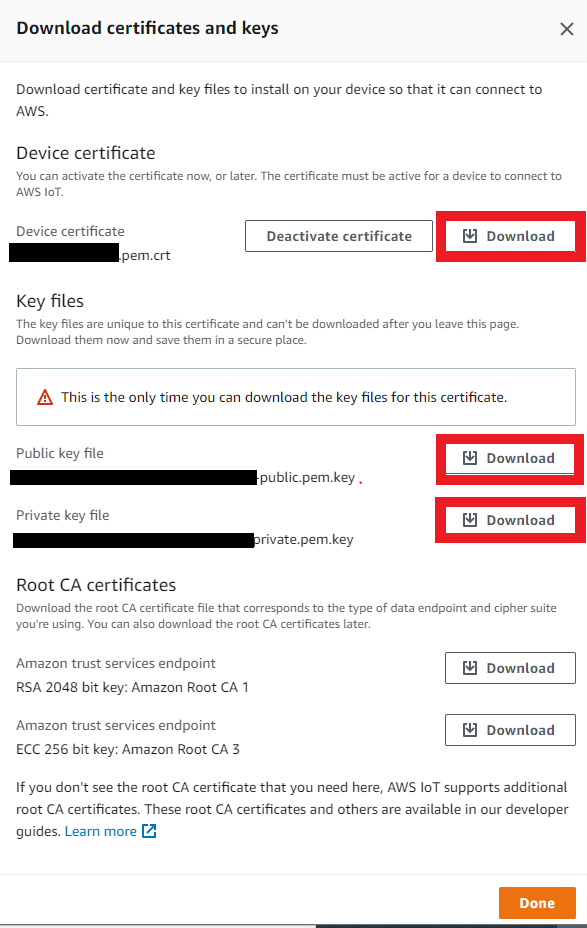 Download certificates and keys
Download certificate and key files to install on your device so that it can connect to
AWS.
Device certificate
You can activate the certificate now, or later. The certificate must be active for a device to connect to
AWS IoT.
Device certificate
Deactivate certificate
Download
.pem.crt
Key files
The key files are unique to this certificate and can't be downloaded after you leave this page.
Download them now and save them in a secure place.
This is the only time you can download the key files for this certificate.
Public key file
Download
-public.pem.key .
Private key file
Download
private.pem.key
Root CA certificates
Download the root CA certificate file that corresponds to the type of data endpoint and cipher suite
you're using. You can also download the root CA certificates later.
Amazon trust services endpoint
Download
RSA 2048 bit key: Amazon Root CA 1
Amazon trust services endpoint
Download
ECC 256 bit key: Amazon Root CA 3
If you don't see the root CA certificate that you need here, AWS IoT supports additional
root CA certificates. These root CA certificates and others are available in our developer
guides. Learn more
Done